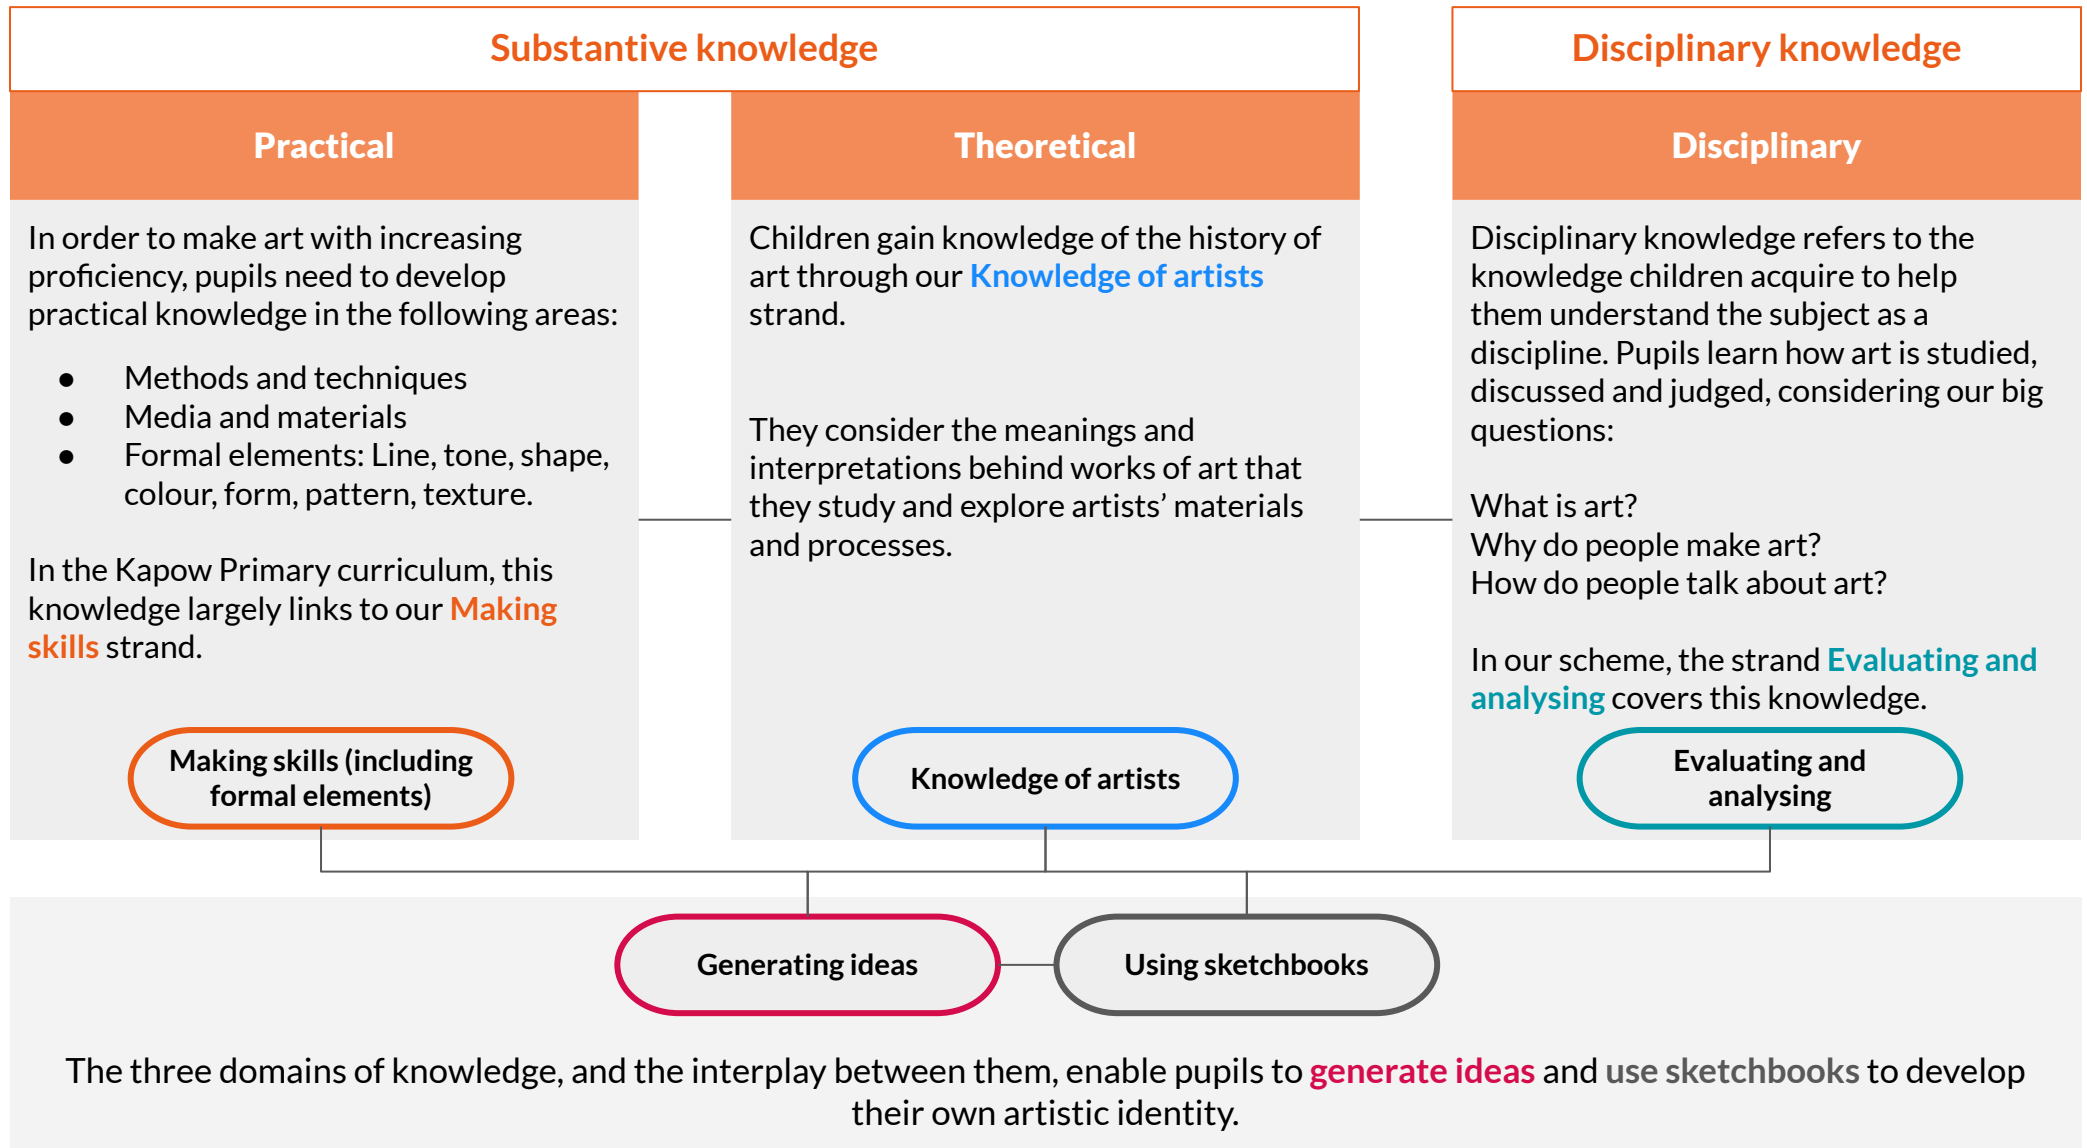 Substantive knowledge
Disciplinary knowledge
Practical
Theoretical
Disciplinary
In order to make art with increasing
proficiency, pupils need to develop
practical knowledge in the following areas:
● Methods and techniques
● Media and materials
● Formal elements: Line, tone, shape,
colour, form, pattern, texture.
In the Kapow Primary curriculum, this
knowledge largely links to our Making
skills strand.
Making skills (including
formal elements)
Children gain knowledge of the history of
art through our Knowledge of artists
strand.
They consider the meanings and
interpretations behind works of art that
they study and explore artists’ materials
and processes.
Knowledge of artists
Disciplinary knowledge refers to the
knowledge children acquire to help
them understand the subject as a
discipline. Pupils learn how art is studied,
discussed and judged, considering our big
questions:
What is art?
Why do people make art?
How do people talk about art?
In our scheme, the strand Evaluating and
analysing covers this knowledge.
Evaluating and
analysing
Generating ideas
Using sketchbooks
The three domains of knowledge, and the interplay between them, enable pupils to generate ideas and use sketchbooks to develop
their own artistic identity.